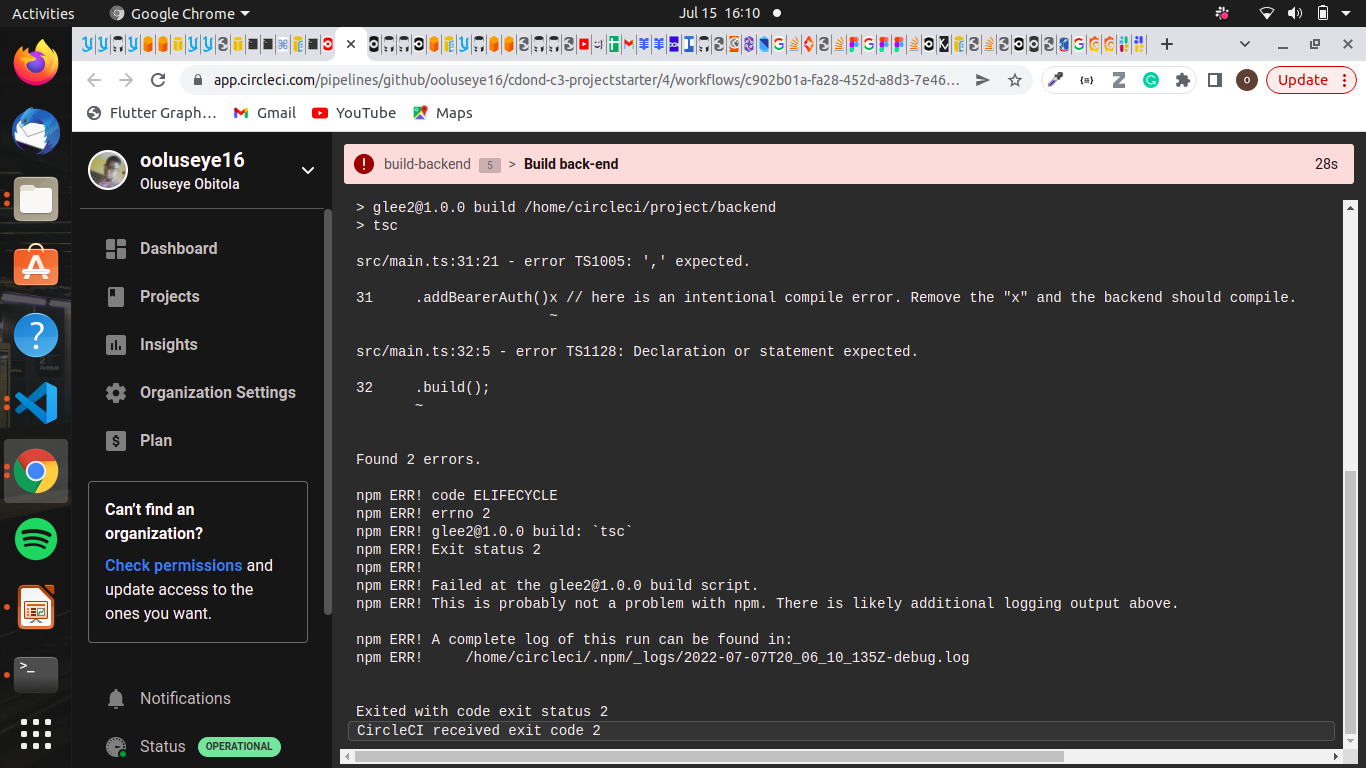 Activities
Google Chrome
Jul 15 16:10
app.circleci.com/pipelines/github/ooluseye16/cdond-c3-projectstarter/4/workflows/c902b01a-fa28-452d-a8d3-7e46…
o
Update
Flutter Graph…
Gmail
YouTube
Maps
ooluseye16
Oluseye Obitola
Dashboard
Projects
Insights
Organization Settings
Plan
Can't find an
organization?
Check permissions and
update access to the
ones you want.
Notifications
Status OPERATIONAL
build-backend 5 > Build back-end 28s
> glee2@1.0.0 build /home/circleci/project/backend
> tsc
src/main.ts:31:21 - error TS1005: ',' expected.
31     .addBearerAuth()x // here is an intentional compile error. Remove the "x" and the backend should compile.
~
src/main.ts:32:5 - error TS1128: Declaration or statement expected.
32     .build();
~
Found 2 errors.
npm ERR! code ELIFECYCLE
npm ERR! errno 2
npm ERR! glee2@1.0.0 build: `tsc`
npm ERR! Exit status 2
npm ERR!
npm ERR! Failed at the glee2@1.0.0 build script.
npm ERR! This is probably not a problem with npm. There is likely additional logging output above.
npm ERR! A complete log of this run can be found in:
npm ERR!     /home/circleci/.npm/_logs/2022-07-07T20_06_10_135Z-debug.log
Exited with code exit status 2
CircleCI received exit code 2